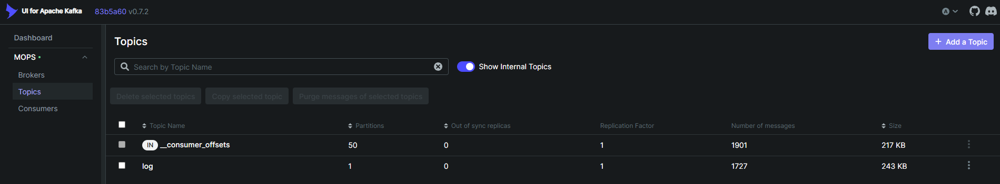 UI for Apache Kafka 83b5a60 v0.7.2 A
Dashboard
MOPS
Brokers
Topics
Consumers
Topics
Add a Topic
Search by Topic Name
Show Internal Topics
Delete selected topics Copy selected topic Purge messages of selected topics
Topic Name Partitions Out of sync replicas Replication Factor Number of messages Size
IN __consumer_offsets 50 0 1 1901 217 KB
log 1 0 1 1727 243 KB